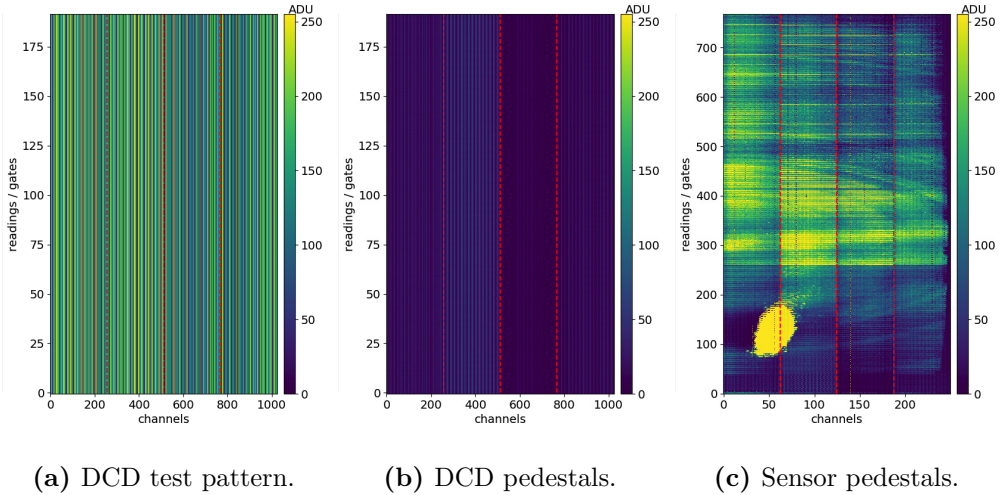 ADU
250
200
150
100
50
0
175
150
125
100
75
50
25
0
readings / gates
0 200 400 600 800 1000
channels
ADU
250
200
150
100
50
0
175
150
125
100
75
50
25
0
readings / gates
0 200 400 600 800 1000
channels
ADU
250
200
150
100
50
0
700
600
500
400
300
200
100
0
readings / gates
0 50 100 150 200
channels
(a) DCD test pattern.
(b) DCD pedestals.
(c) Sensor pedestals.